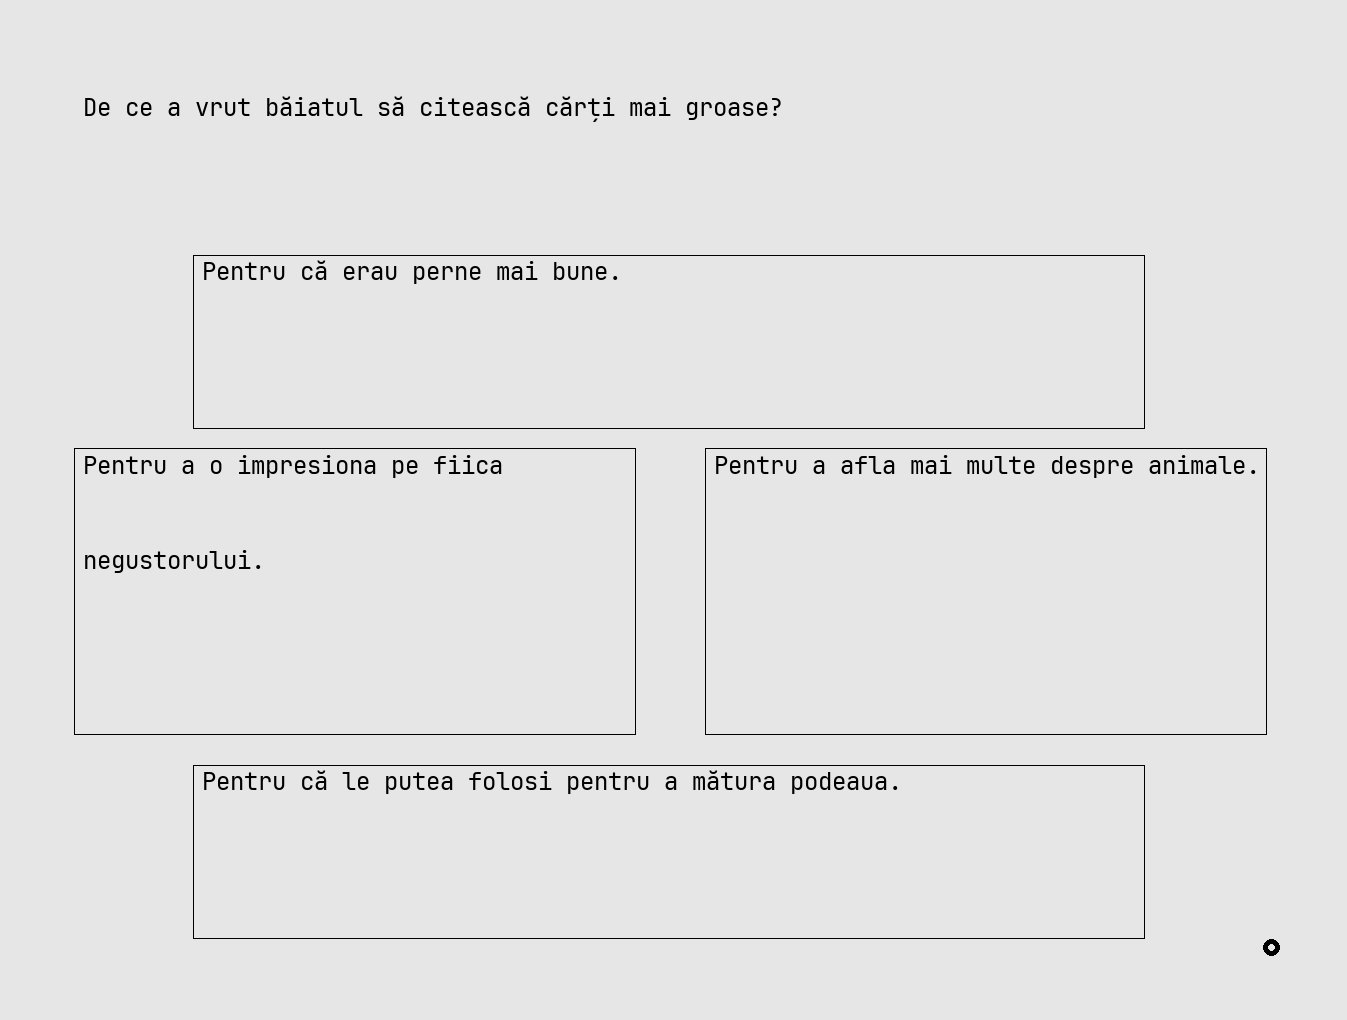 De ce a vrut băiatul să citească cărți mai groase?
Pentru că erau perne mai bune.
Pentru a o impresiona pe fiica
negustorului.
Pentru a afla mai multe despre animale.
Pentru că le putea folosi pentru a mătura podeaua.